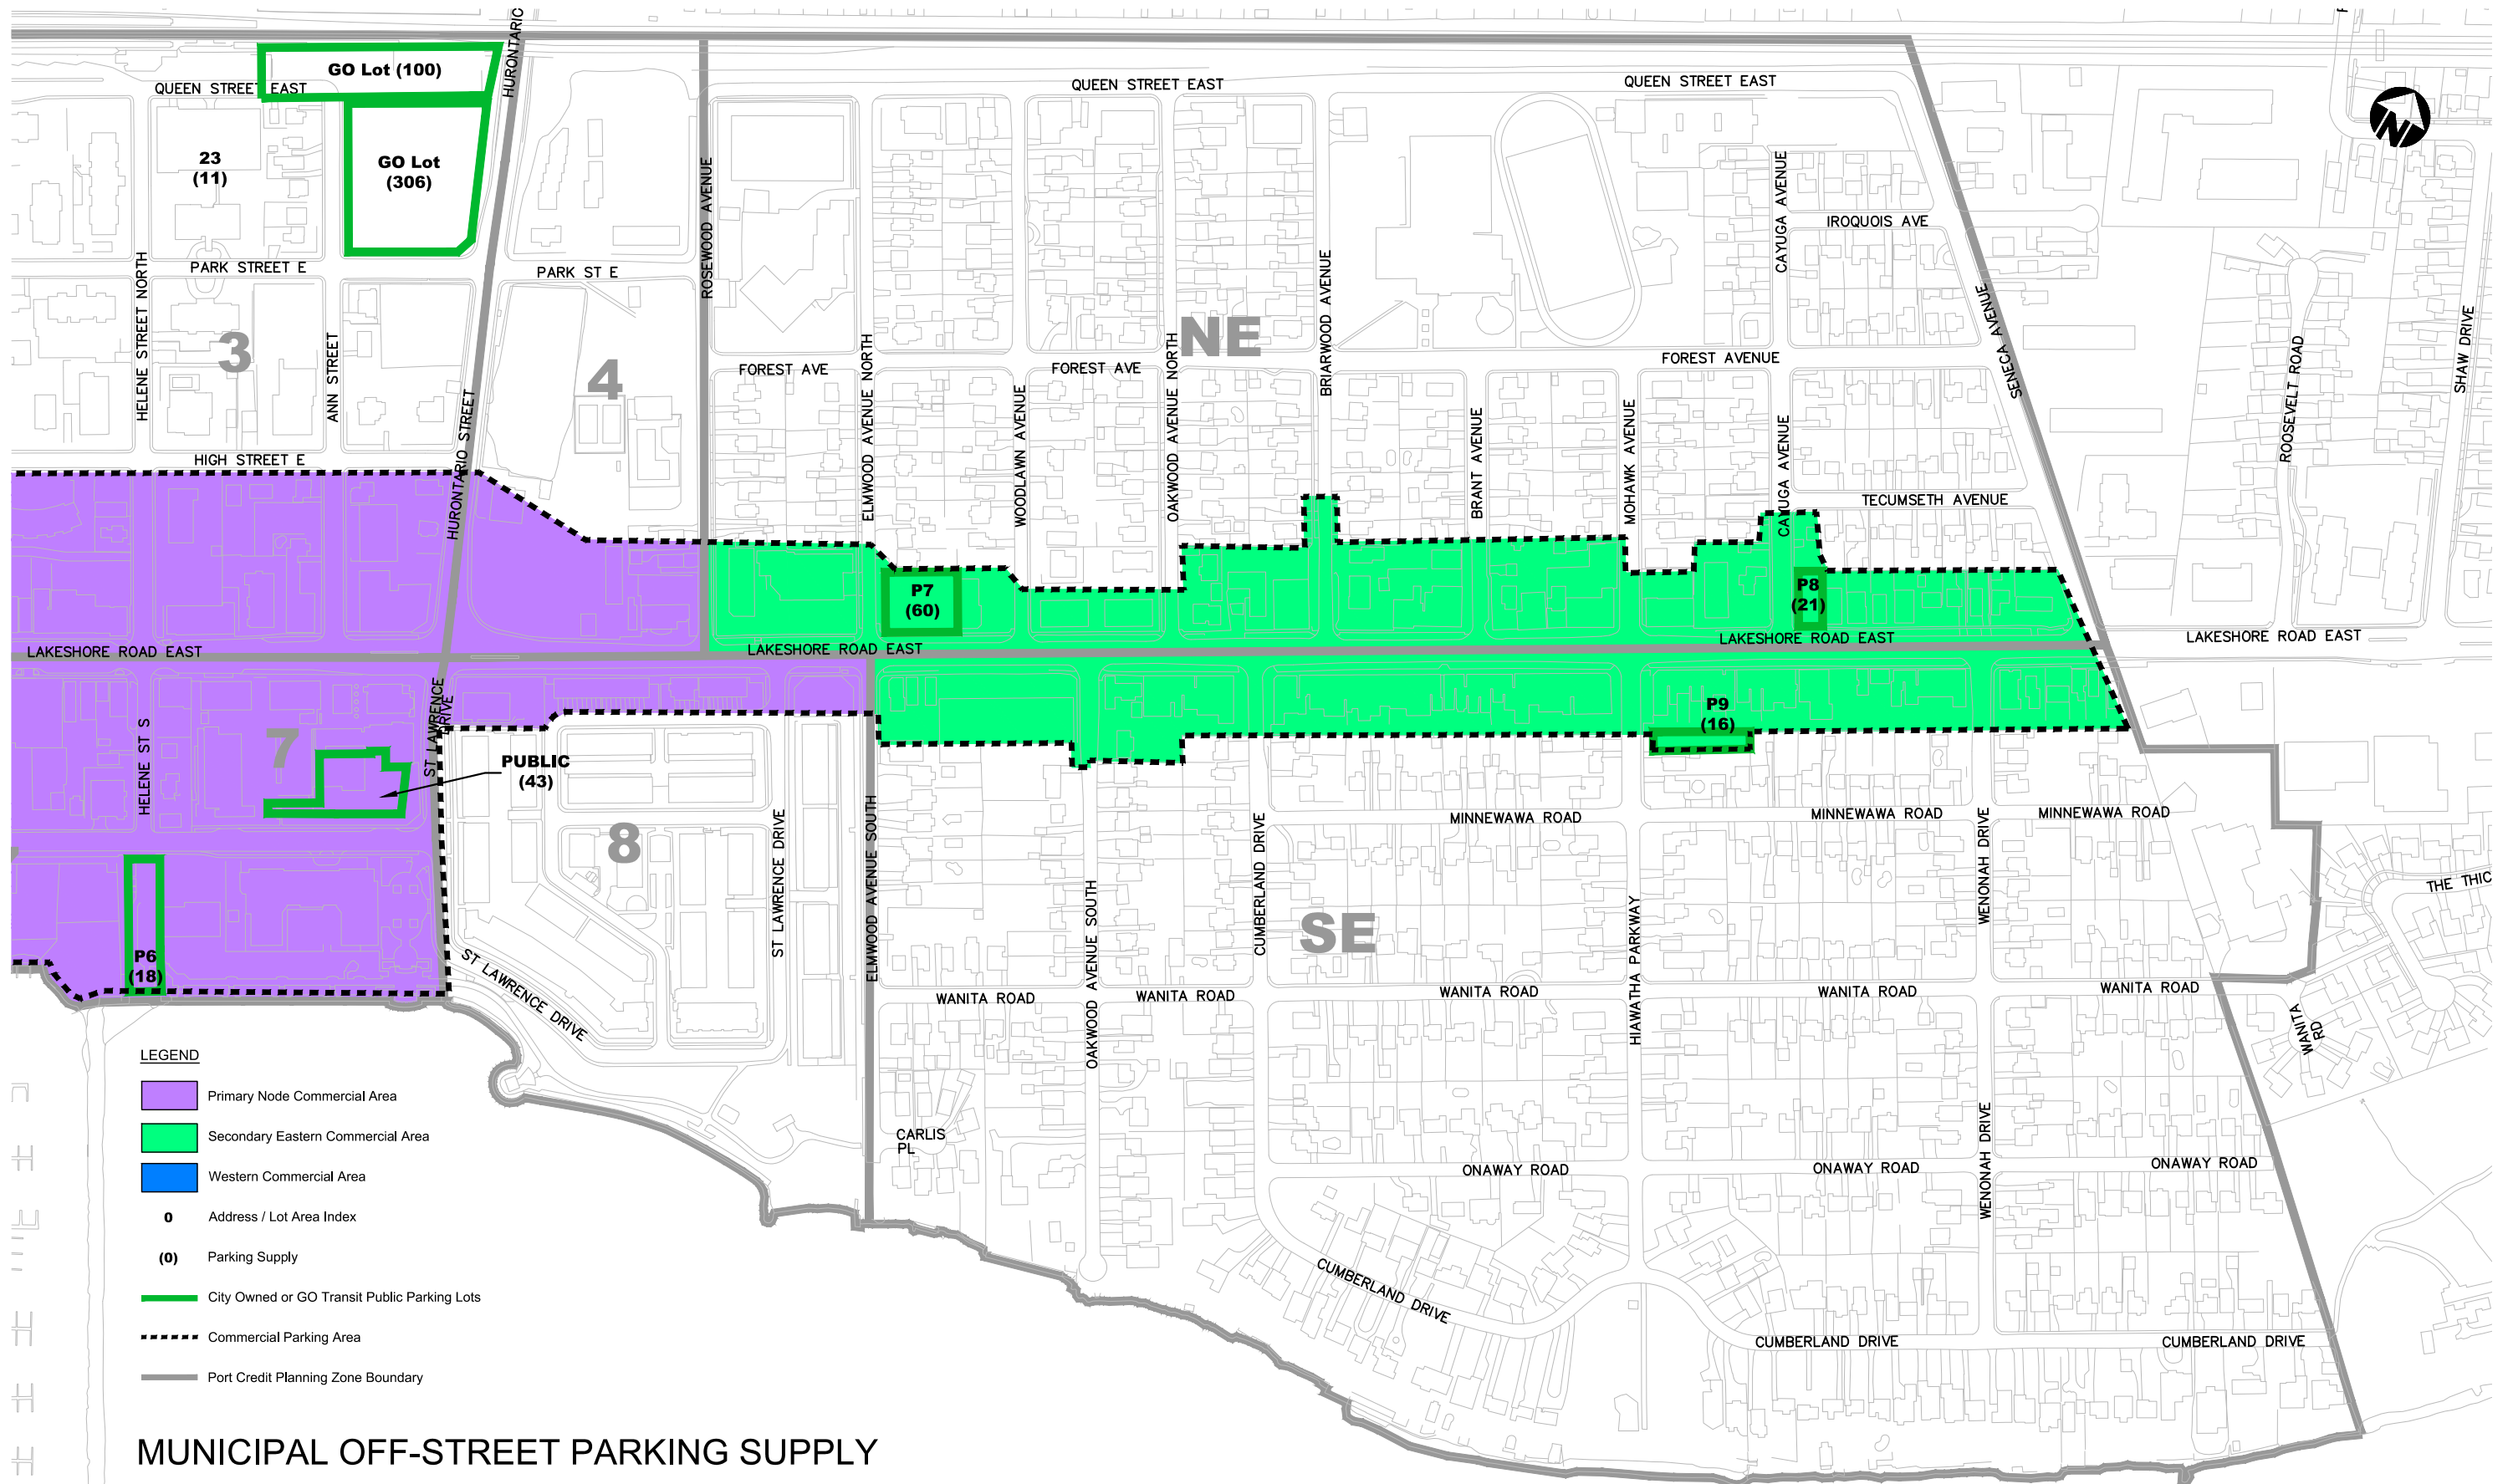 HURONTARIC
GO Lot (100)
QUEEN STREET EAST
QUEEN STREET EAST
QUEEN STREET EAST
N
23
(11)
GO Lot
(306)
ROSEWOOD AVENUE
CAYUGA AVENUE
IROQUOIS AVE
PARK STREET E
PARK ST E
HELENE STREET NORTH
3
ANN STREET
HURONTARIO STREET
4
NE
BRIARWOOD AVENUE
SENECA AVENUE
ROOSEVELT ROAD
SHAW DRIVE
FOREST AVE
FOREST AVE
FOREST AVENUE
ELMWOOD AVENUE NORTH
WOODLAWN AVENUE
OAKWOOD AVENUE NORTH
BRANT AVENUE
MOHAWK AVENUE
CAYUGA AVENUE
HIGH STREET E
TECUMSETH AVENUE
P7
(60)
P8
(21)
LAKESHORE ROAD EAST
LAKESHORE ROAD EAST
LAKESHORE ROAD EAST
LAKESHORE ROAD EAST
HELENE ST S
7
ST LAWRENCE
DRIVE
PUBLIC
(43)
P9
(16)
8
ST LAWRENCE DRIVE
ELMWOOD AVENUE SOUTH
OAKWOOD AVENUE SOUTH
CUMBERLAND DRIVE
MINNEWAWA ROAD
MINNEWAWA ROAD
MINNEWAWA ROAD
SE
HIAWATHA PARKWAY
WENONAH DRIVE
THE THIC
P6
(18)
ST LAWRENCE DRIVE
WANITA ROAD
WANITA ROAD
WANITA ROAD
WANITA ROAD
WANITA ROAD
WANITA
RD
CARLIS
PL
WENONAH DRIVE
ONAWAY ROAD
ONAWAY ROAD
ONAWAY ROAD
CUMBERLAND DRIVE
CUMBERLAND DRIVE
CUMBERLAND DRIVE
LEGEND
Primary Node Commercial Area
Secondary Eastern Commercial Area
Western Commercial Area
0 Address / Lot Area Index
(0) Parking Supply
City Owned or GO Transit Public Parking Lots
Commercial Parking Area
Port Credit Planning Zone Boundary
MUNICIPAL OFF-STREET PARKING SUPPLY